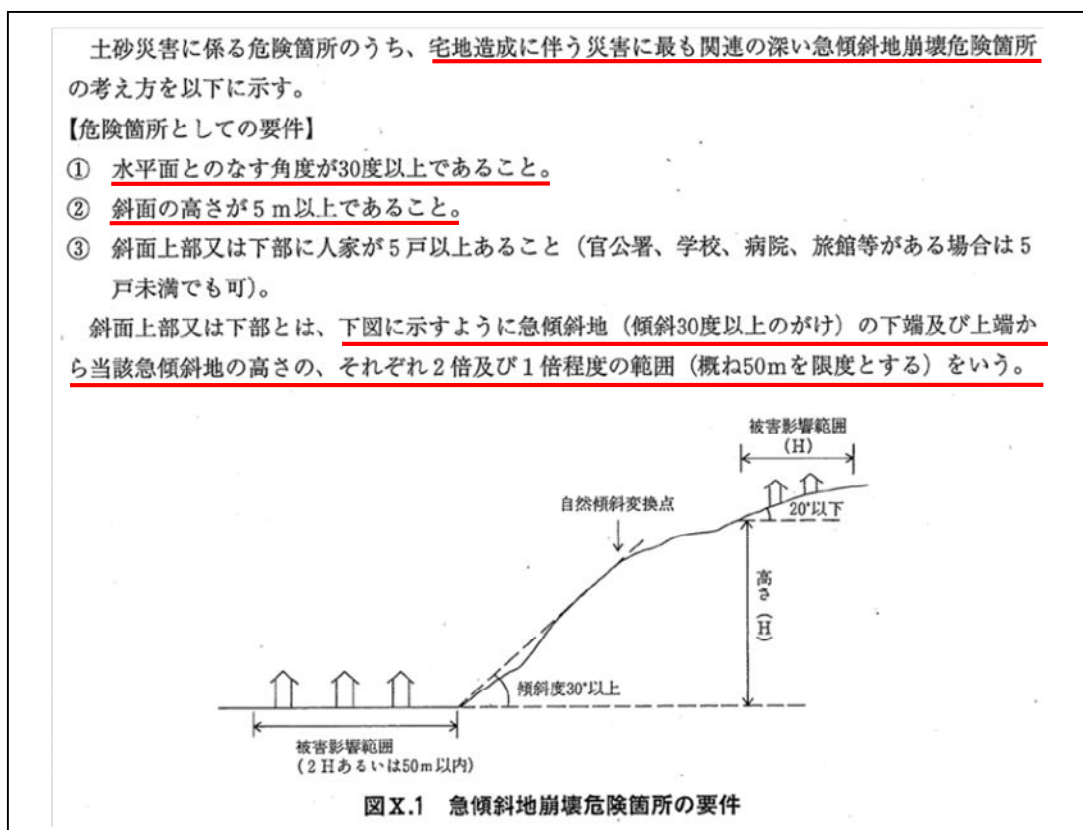 土砂災害に係る危険箇所のうち、宅地造成に伴う災害に最も関連の深い急傾斜地崩壊危険箇所
の考え方を以下に示す。
【危険箇所としての要件】
① 水平面とのなす角度が30度以上であること。
② 斜面の高さが5m以上であること。
③ 斜面上部又は下部に人家が5戸以上あること（官公署、学校、病院、旅館等がある場合は5
戸未満でも可）。
斜面上部又は下部とは、下図に示すように急傾斜地（傾斜30度以上のがけ）の下端及び上端か
ら当該急傾斜地の高さの、それぞれ2倍及び1倍程度の範囲（概ね50mを限度とする）をいう。
被害影響範囲
(H)
自然傾斜変換点
20°以下
高さ(H)
傾斜度30°以上
被害影響範囲
(2Hあるいは50m以内)
図X.1 急傾斜地崩壊危険箇所の要件